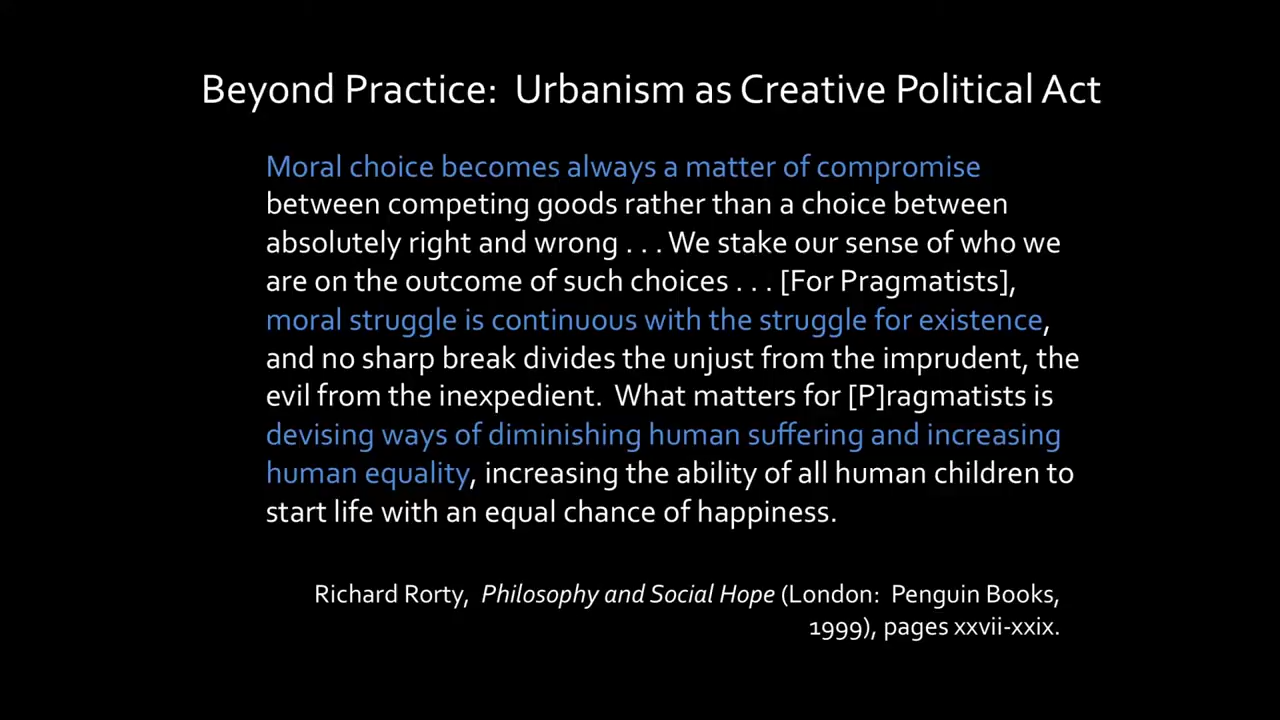 Beyond Practice:  Urbanism as Creative Political Act
Moral choice becomes always a matter of compromise
between competing goods rather than a choice between
absolutely right and wrong . . . We stake our sense of who we
are on the outcome of such choices . . . [For Pragmatists],
moral struggle is continuous with the struggle for existence,
and no sharp break divides the unjust from the imprudent, the
evil from the inexpedient.  What matters for [P]ragmatists is
devising ways of diminishing human suffering and increasing
human equality, increasing the ability of all human children to
start life with an equal chance of happiness.
Richard Rorty,  Philosophy and Social Hope (London:  Penguin Books,
1999), pages xxvii-xxix.